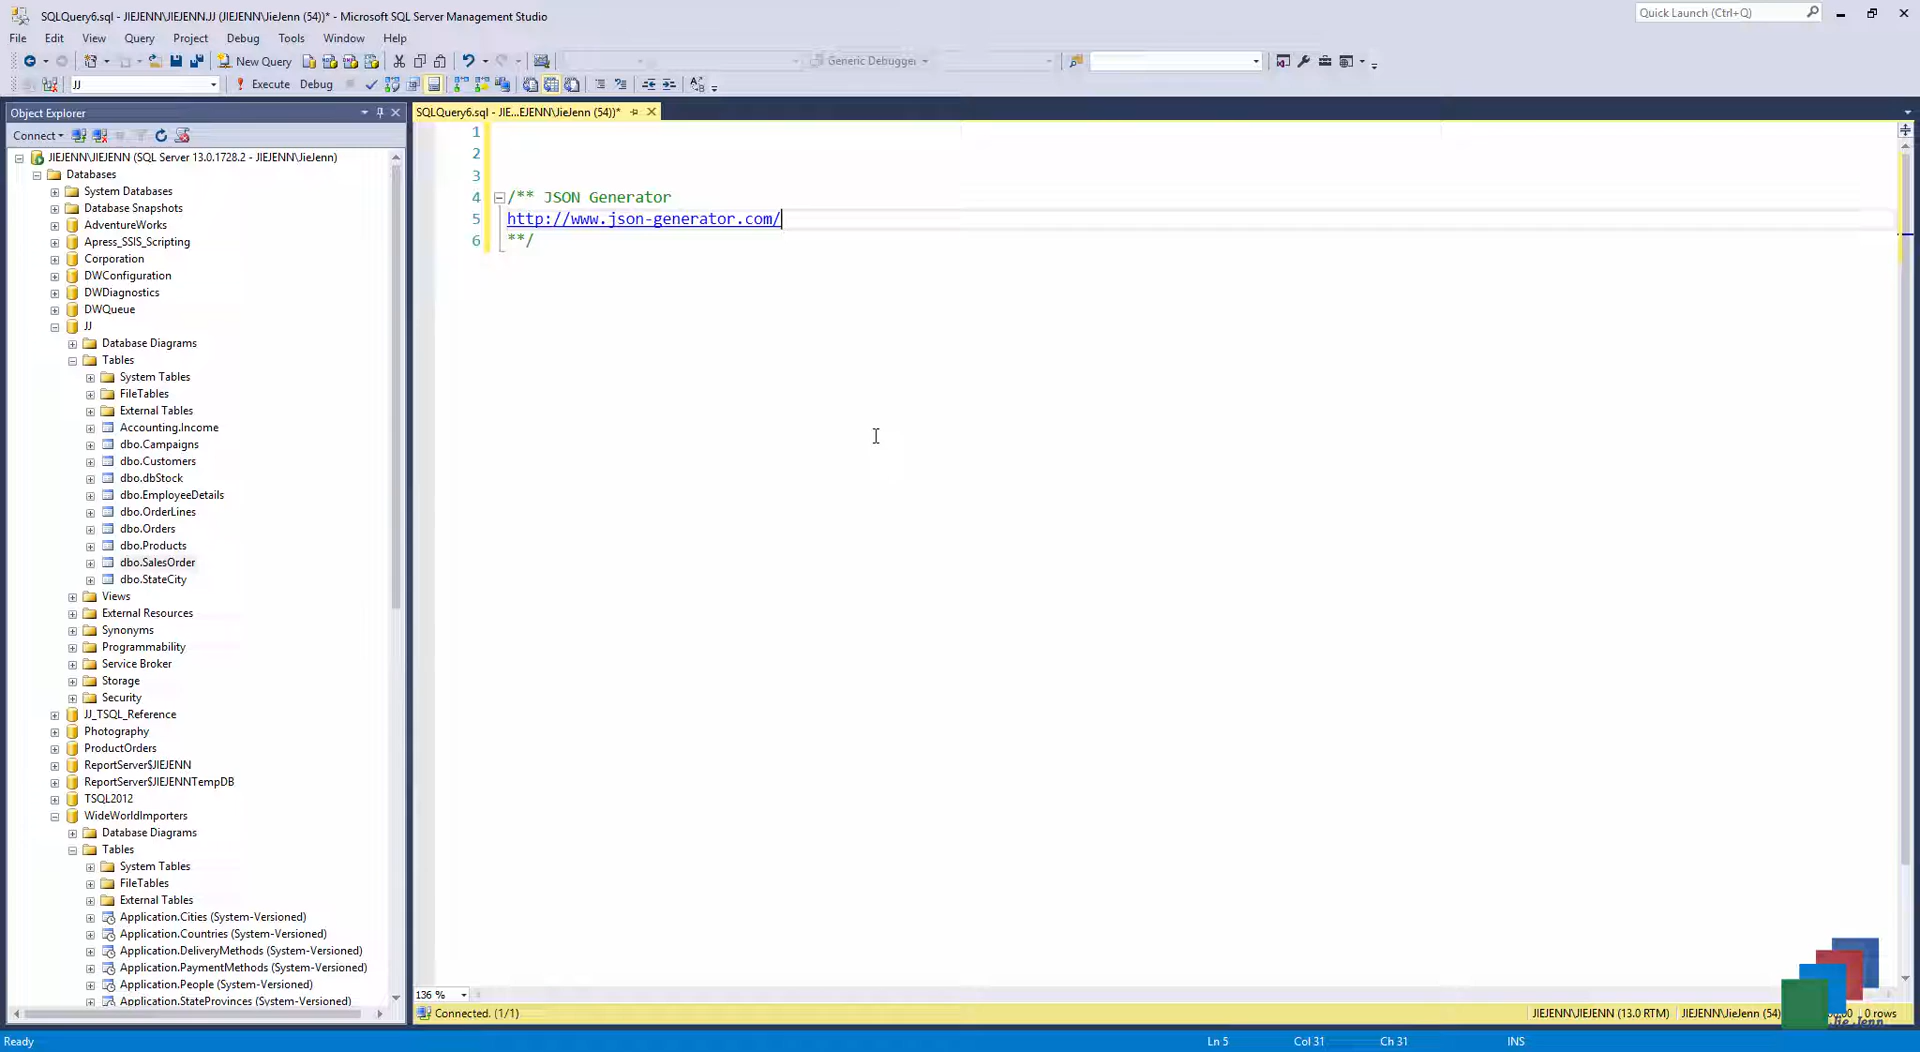 SQLQuery6.sql - JIEJENN\JIEJENN.JJ (JIEJENN\JieJenn (54))* - Microsoft SQL Server Management Studio
Quick Launch (Ctrl+Q)
File Edit View Query Project Debug Tools Window Help
New Query
Generic Debugger
JJ
Execute Debug
Object Explorer
SQLQuery6.sql - JIE...EJENN\JieJenn (54))*
Connect
JIEJENN\JIEJENN (SQL Server 13.0.1728.2 - JIEJENN\JieJenn)
Databases
System Databases
Database Snapshots
AdventureWorks
Apress_SSIS_Scripting
Corporation
DWConfiguration
DWDiagnostics
DWQueue
JJ
Database Diagrams
Tables
System Tables
FileTables
External Tables
Accounting.Income
dbo.Campaigns
dbo.Customers
dbo.dbStock
dbo.EmployeeDetails
dbo.OrderLines
dbo.Orders
dbo.Products
dbo.SalesOrder
dbo.StateCity
Views
External Resources
Synonyms
Programmability
Service Broker
Storage
Security
JJ_TSQL_Reference
Photography
ProductOrders
ReportServer$JIEJENN
ReportServer$JIEJENNTempDB
TSQL2012
WideWorldImporters
Database Diagrams
Tables
System Tables
FileTables
External Tables
Application.Cities (System-Versioned)
Application.Countries (System-Versioned)
Application.DeliveryMethods (System-Versioned)
Application.PaymentMethods (System-Versioned)
Application.People (System-Versioned)
Application.StateProvinces (System-Versioned)
1
2
3
4 /** JSON Generator
5 http://www.json-generator.com/
6 **/
136 %
Connected. (1/1)
JIEJENN\JIEJENN (13.0 RTM)
JIEJENN\JieJenn (54)
0 rows
Jie Jenn
Ready
Ln 5
Col 31
Ch 31
INS